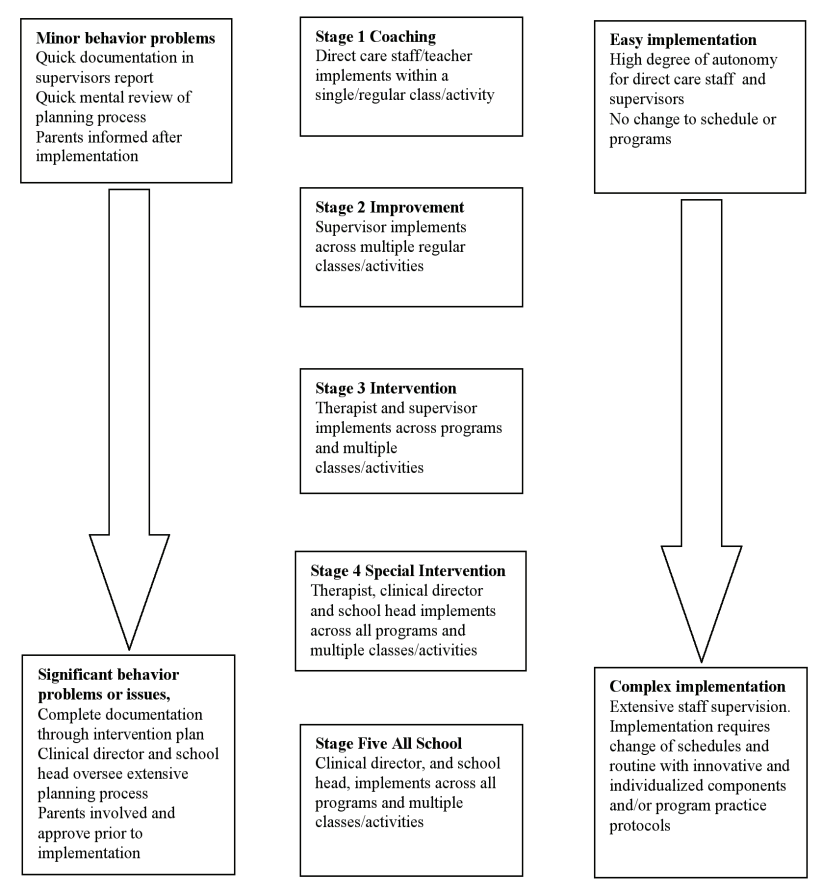 Minor behavior problems
Quick documentation in
supervisors report
Quick mental review of
planning process
Parents informed after
implementation
Stage 1 Coaching
Direct care staff/teacher
implements within a
single/regular class/activity
Easy implementation
High degree of autonomy
for direct care staff and
supervisors
No change to schedule or
programs
Stage 2 Improvement
Supervisor implements
across multiple regular
classes/activities
Stage 3 Intervention
Therapist and supervisor
implements across programs
and multiple
classes/activities
Stage 4 Special Intervention
Therapist, clinical director
and school head implements
across all programs and
multiple classes/activities
Significant behavior
problems or issues,
Complete documentation
through intervention plan
Clinical director and school
head oversee extensive
planning process
Parents involved and
approve prior to
implementation
Stage Five All School
Clinical director, and school
head, implements across all
programs and multiple
classes/activities
Complex implementation
Extensive staff supervision.
Implementation requires
change of schedules and
routine with innovative and
individualized components
and/or program practice
protocols